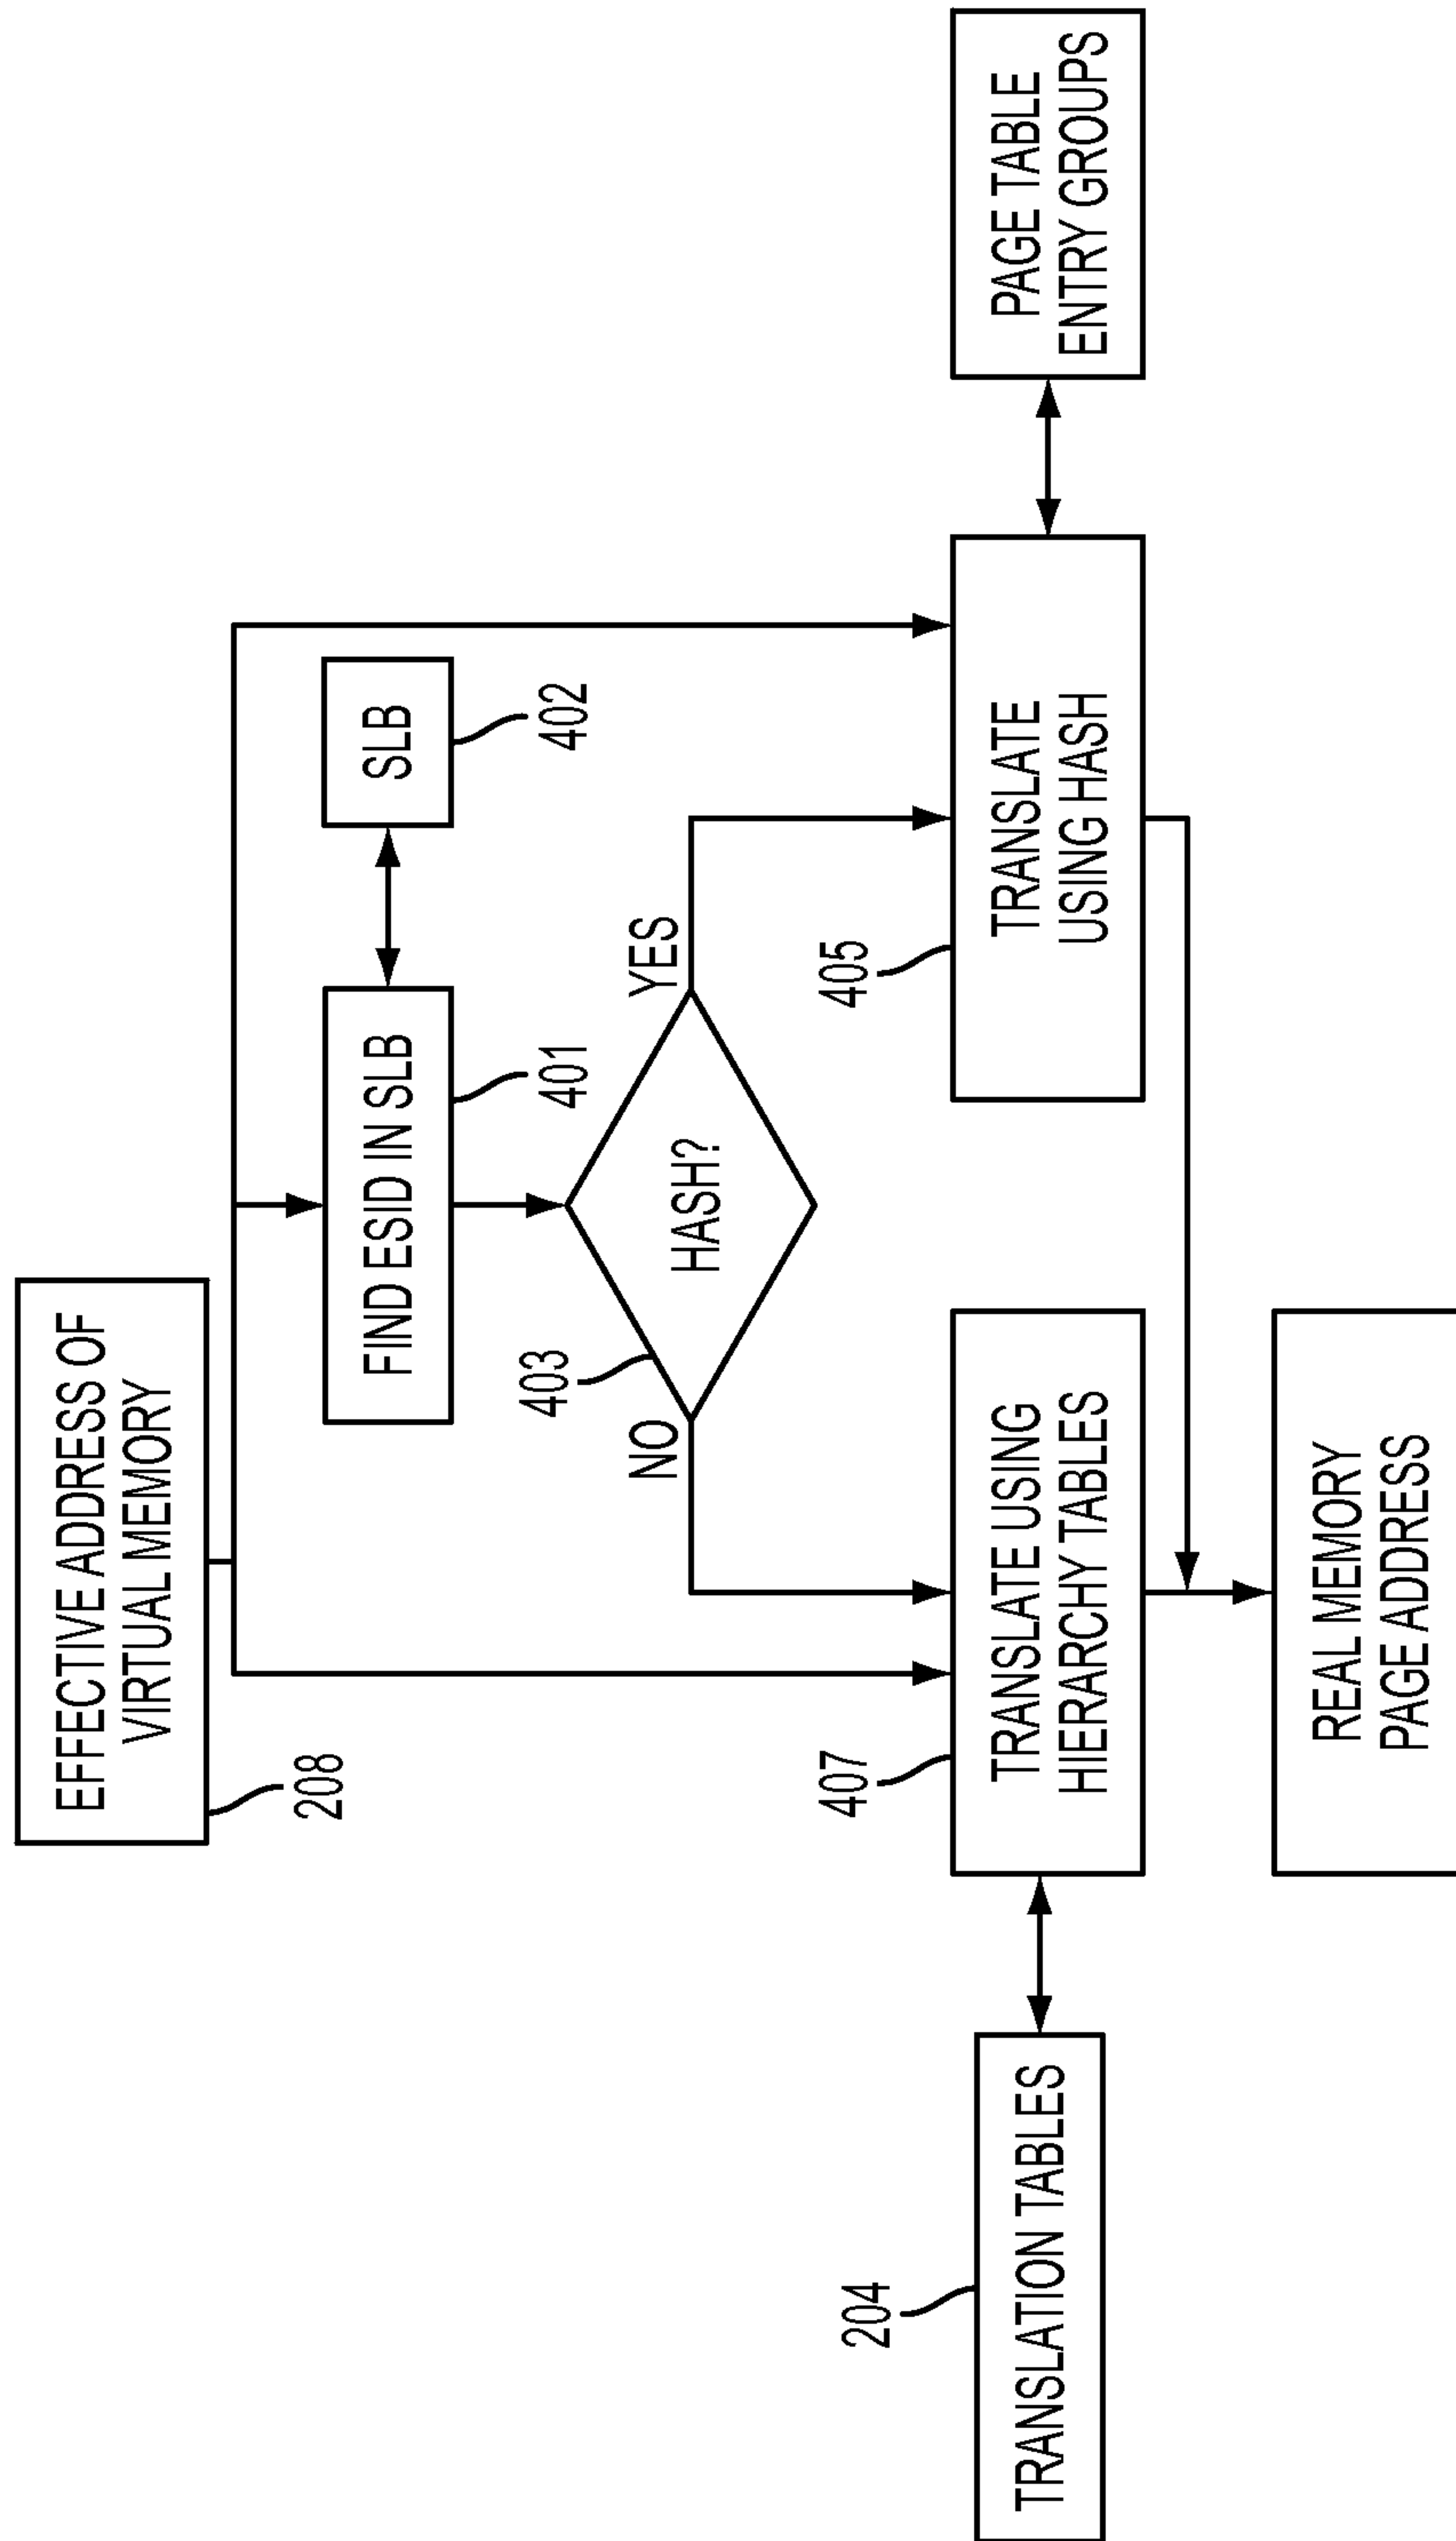 EFFECTIVE ADDRESS OF
VIRTUAL MEMORY
208
FIND ESID IN SLB
401
SLB
402
403
HASH?
NO
YES
204
TRANSLATION TABLES
407
TRANSLATE USING
HIERARCHY TABLES
405
TRANSLATE
USING HASH
PAGE TABLE
ENTRY GROUPS
REAL MEMORY
PAGE ADDRESS